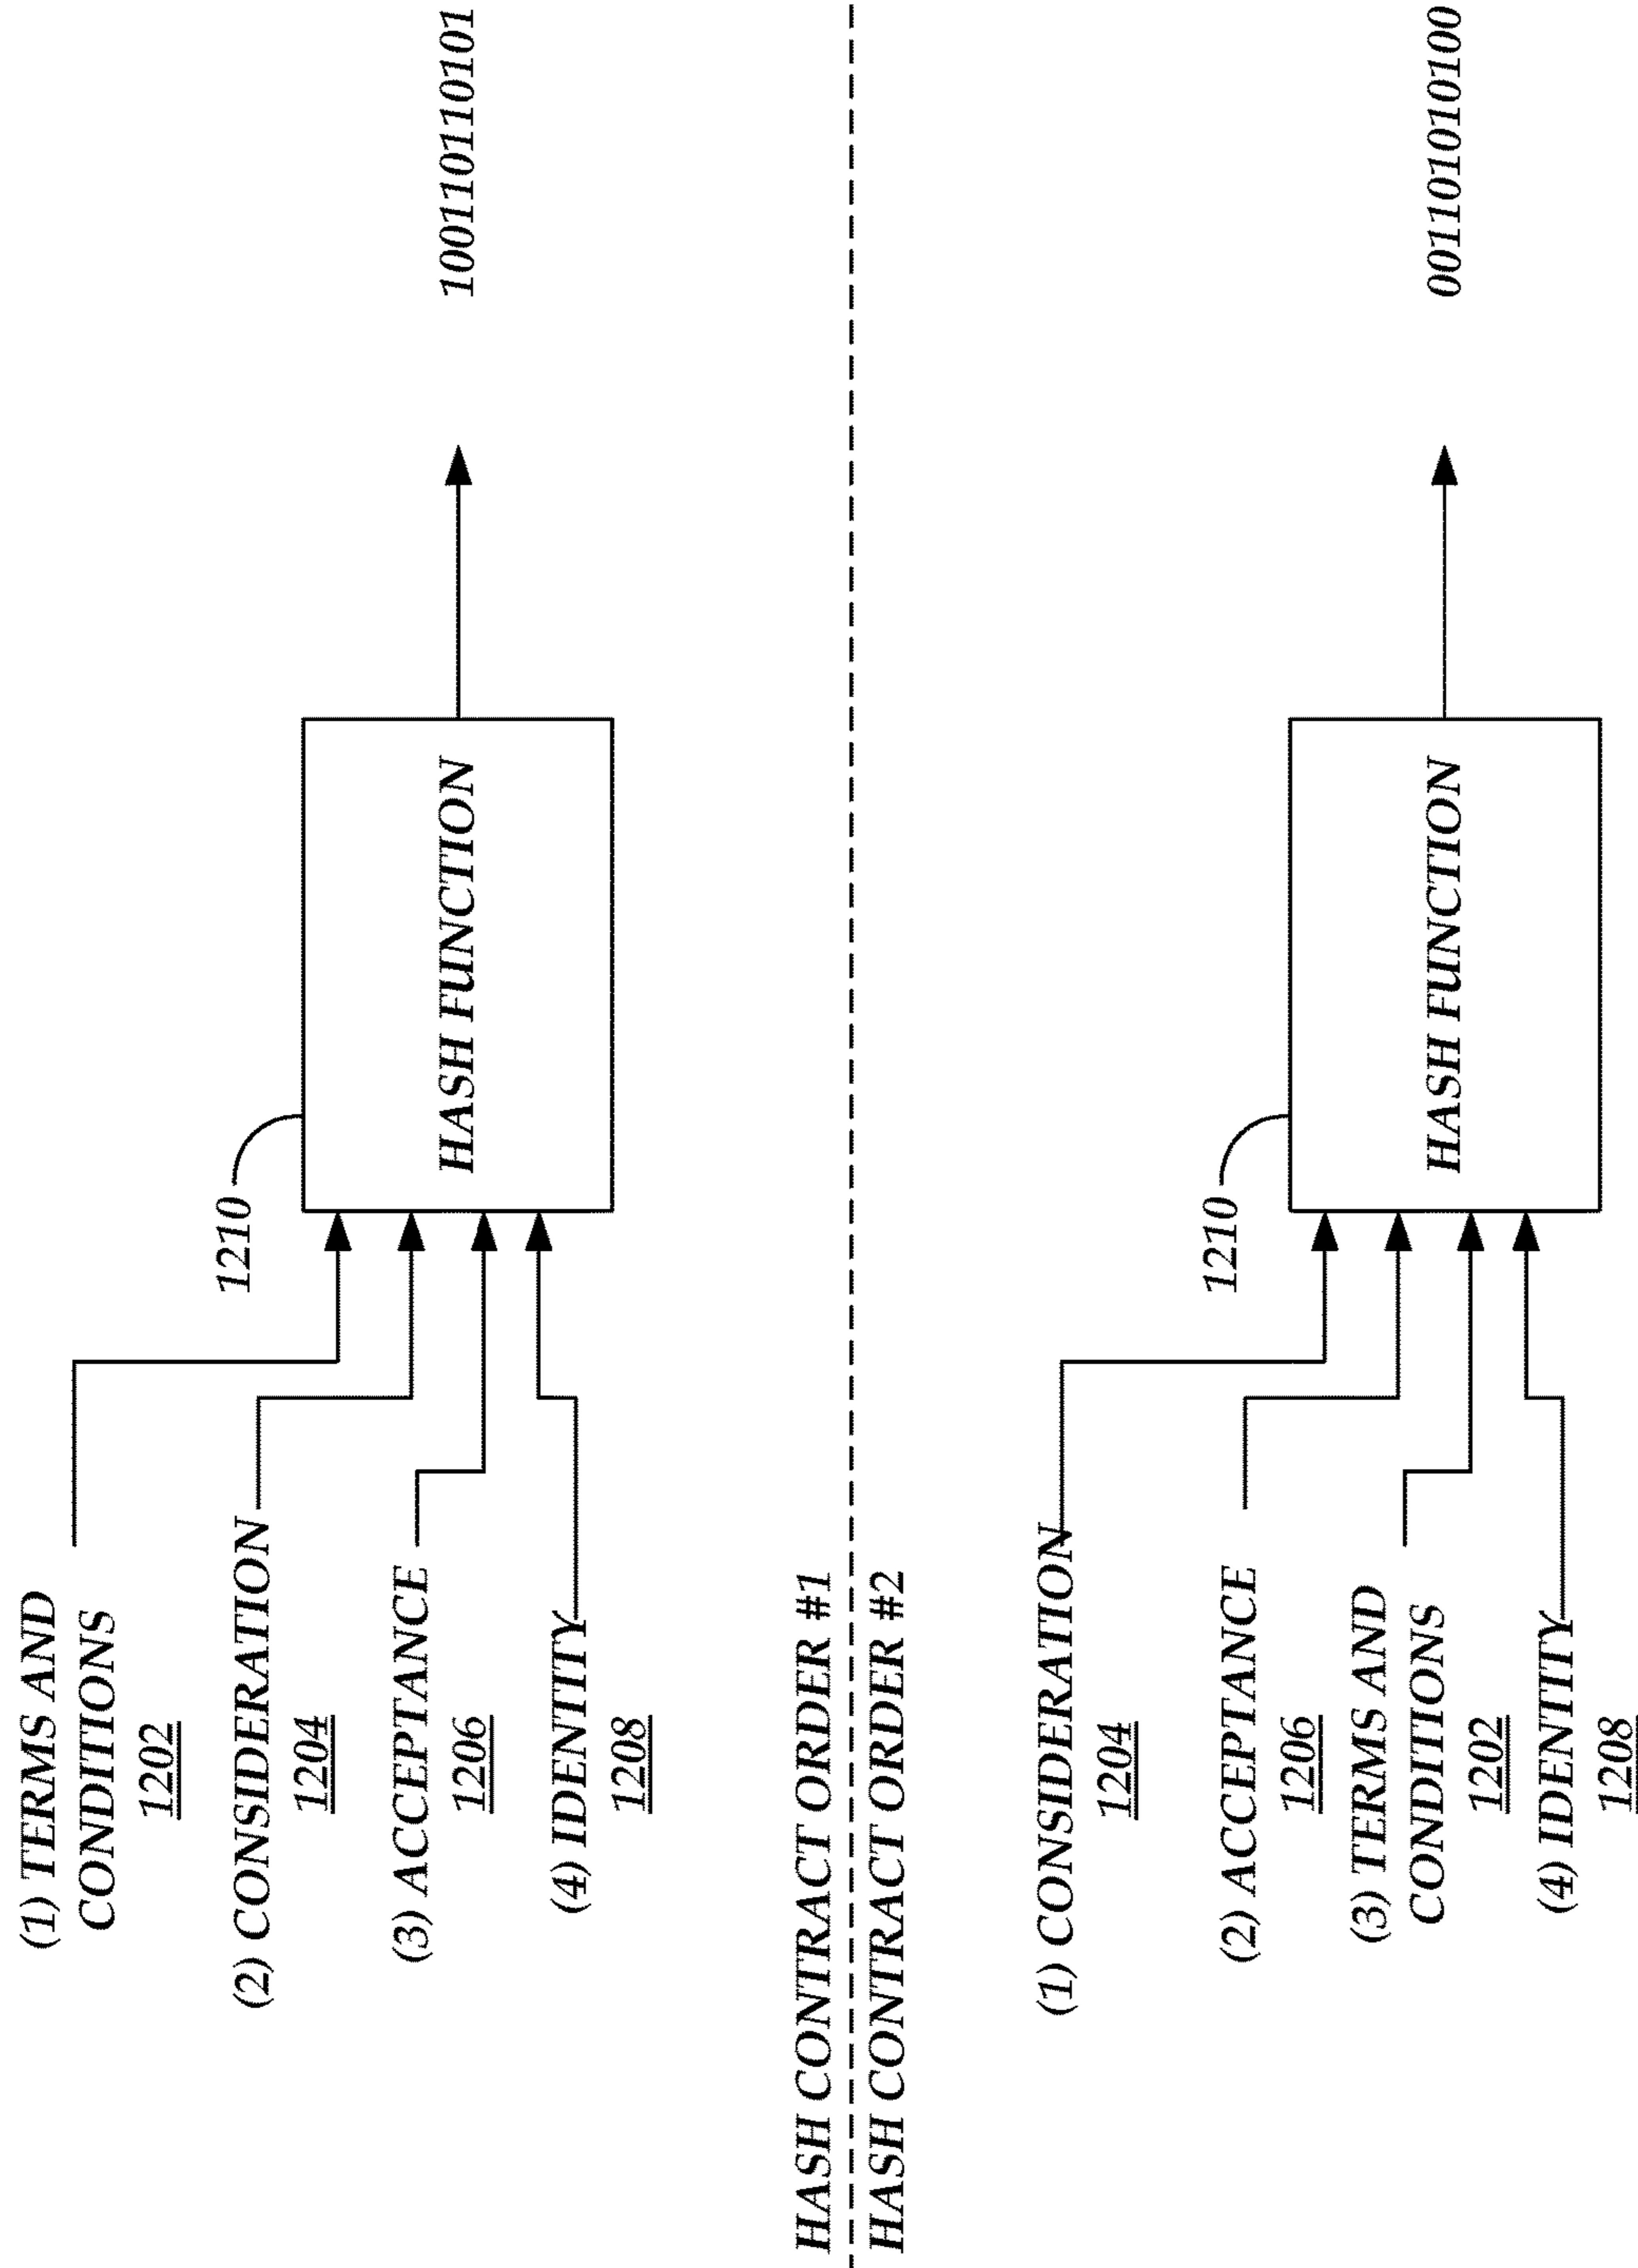 (1) TERMS AND
CONDITIONS
1202
(2) CONSIDERATION
1204
(3) ACCEPTANCE
1206
(4) IDENTITY
1208
1210
HASH FUNCTION
100110110101
HASH CONTRACT ORDER #1
HASH CONTRACT ORDER #2
(1) CONSIDERATION
1204
(2) ACCEPTANCE
1206
(3) TERMS AND
CONDITIONS
1202
(4) IDENTITY
1208
1210
HASH FUNCTION
001101010100